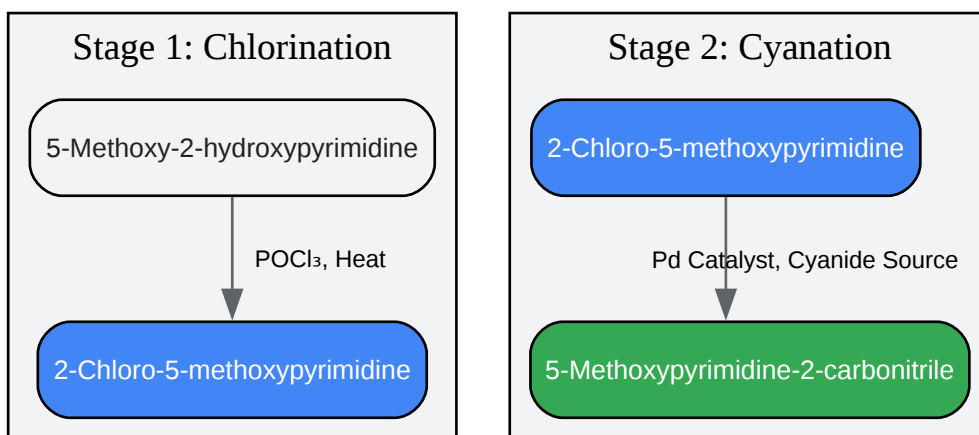 Stage 1: Chlorination
5-Methoxy-2-hydroxypyrimidine
POCl₃, Heat
2-Chloro-5-methoxypyrimidine
Stage 2: Cyanation
2-Chloro-5-methoxypyrimidine
Pd Catalyst, Cyanide Source
5-Methoxypyrimidine-2-carbonitrile